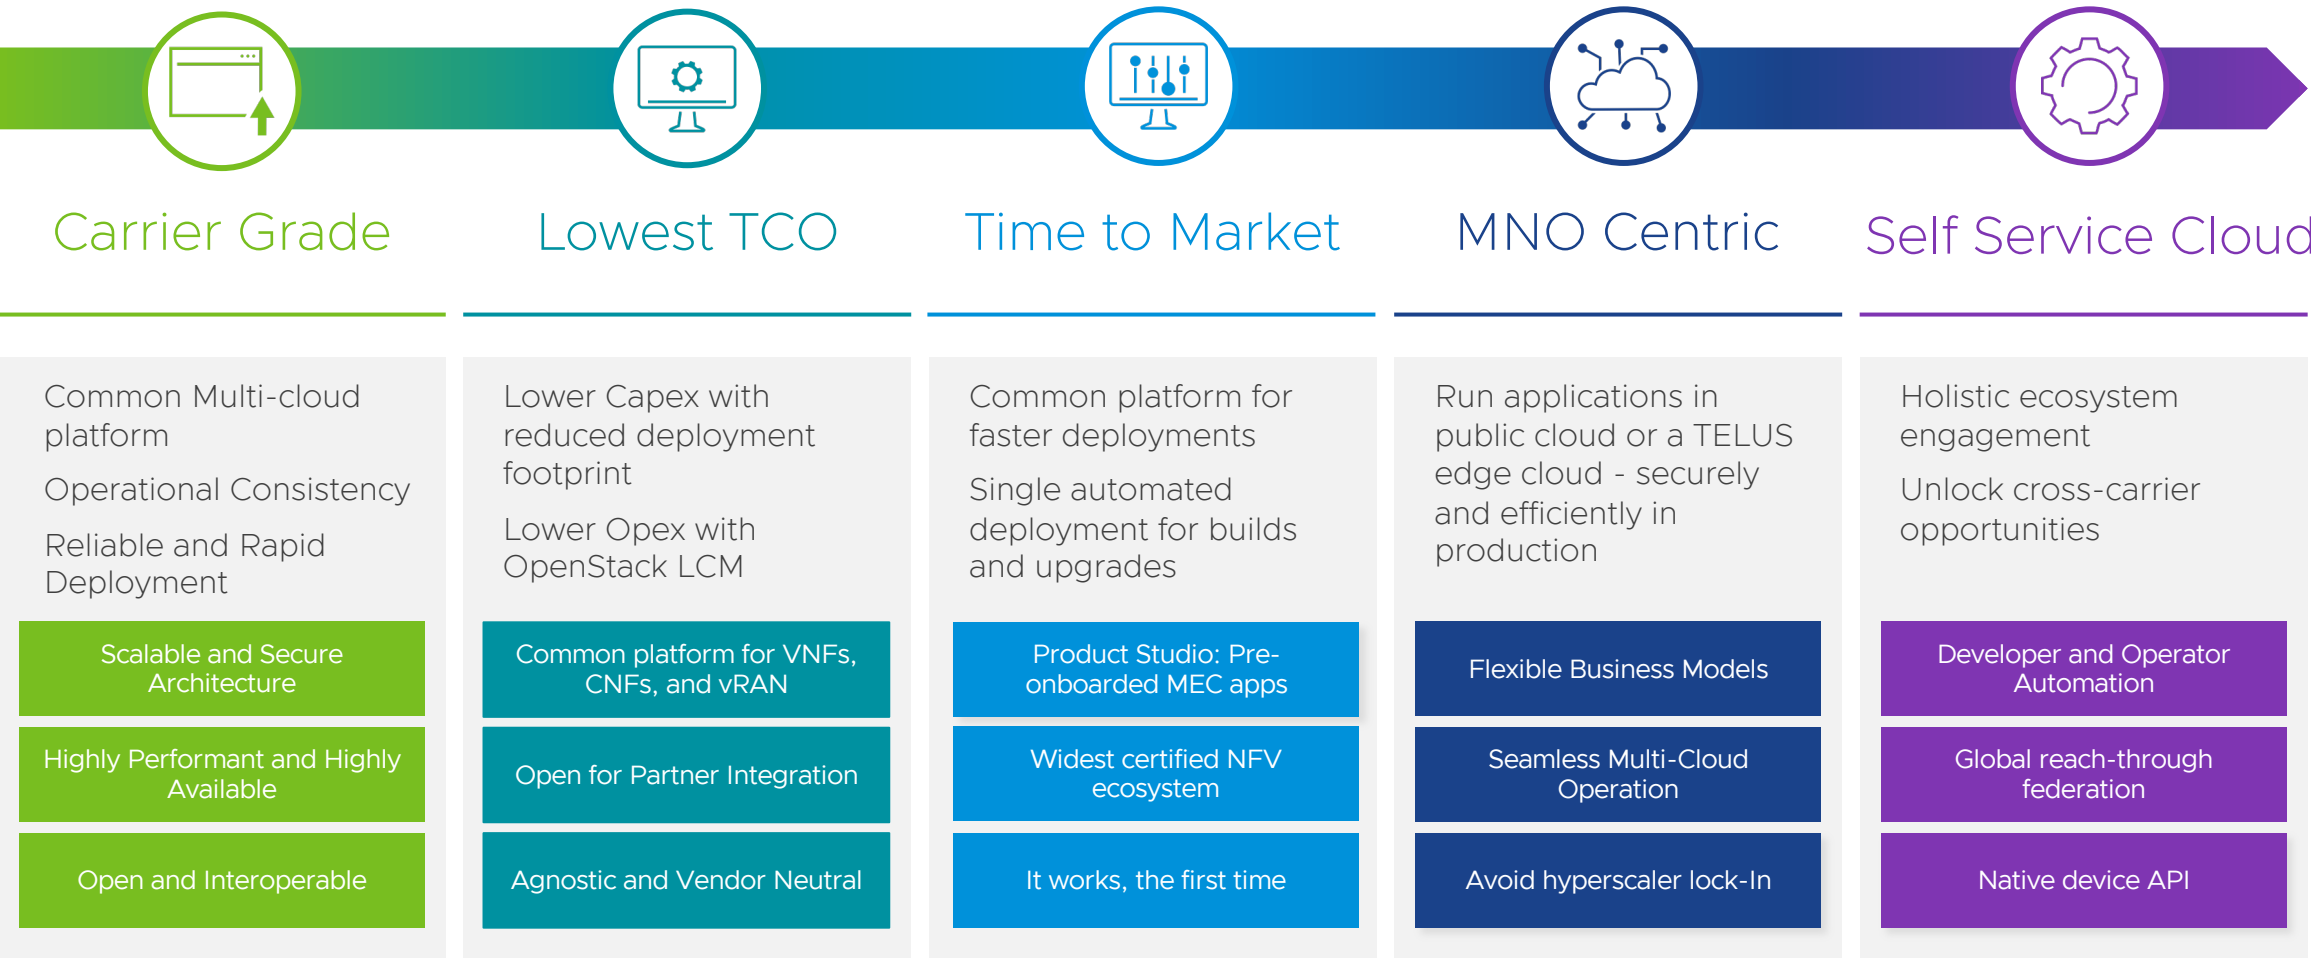 Carrier Grade
Lowest TCO
Time to Market
MNO Centric
Self Service Cloud
Common Multi-cloud
platform
Operational Consistency
Reliable and Rapid
Deployment
Scalable and Secure
Architecture
Highly Performant and Highly
Available
Open and Interoperable
Lower Capex with
reduced deployment
footprint
Lower Opex with
OpenStack LCM
Common platform for VNFs,
CNFs, and vRAN
Open for Partner Integration
Agnostic and Vendor Neutral
Common platform for
faster deployments
Single automated
deployment for builds
and upgrades
Product Studio: Pre-
onboarded MEC apps
Widest certified NFV
ecosystem
It works, the first time
Run applications in
public cloud or a TELUS
edge cloud - securely
and efficiently in
production
Flexible Business Models
Seamless Multi-Cloud
Operation
Avoid hyperscaler lock-In
Holistic ecosystem
engagement
Unlock cross-carrier
opportunities
Developer and Operator
Automation
Global reach-through
federation
Native device API